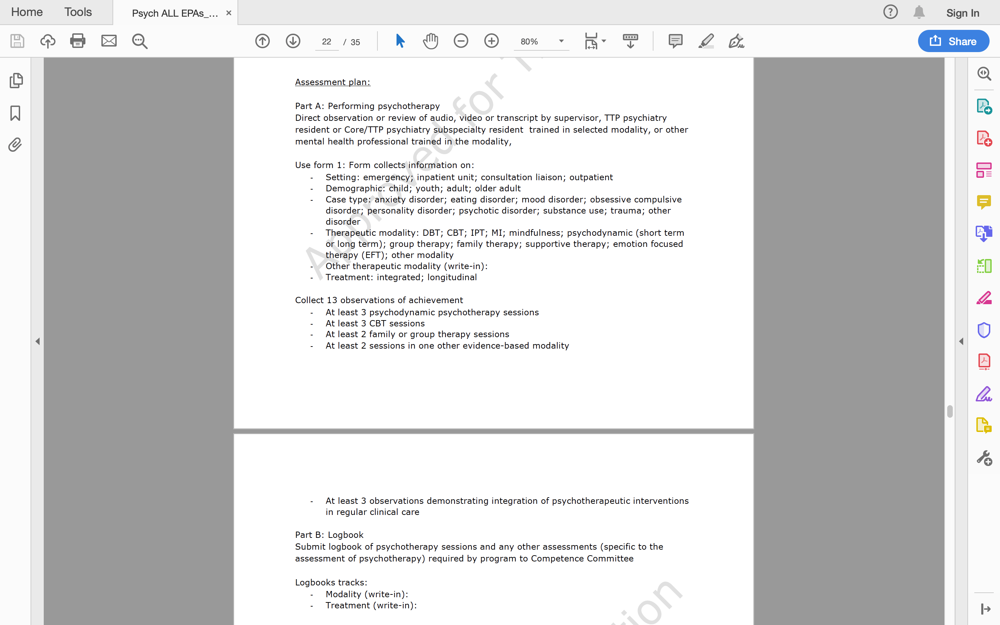 Home Tools Psych ALL EPAs_... × ? Sign In
22 / 35 80% Share
Assessment plan:
Part A: Performing psychotherapy
Direct observation or review of audio, video or transcript by supervisor, TTP psychiatry
resident or Core/TTP psychiatry subspecialty resident trained in selected modality, or other
mental health professional trained in the modality,
Use form 1: Form collects information on:
- Setting: emergency; inpatient unit; consultation liaison; outpatient
- Demographic: child; youth; adult; older adult
- Case type: anxiety disorder; eating disorder; mood disorder; obsessive compulsive
disorder; personality disorder; psychotic disorder; substance use; trauma; other
disorder
- Therapeutic modality: DBT; CBT; IPT; MI; mindfulness; psychodynamic (short term
or long term); group therapy; family therapy; supportive therapy; emotion focused
therapy (EFT); other modality
- Other therapeutic modality (write-in):
- Treatment: integrated; longitudinal
Collect 13 observations of achievement
- At least 3 psychodynamic psychotherapy sessions
- At least 3 CBT sessions
- At least 2 family or group therapy sessions
- At least 2 sessions in one other evidence-based modality
Approved for
- At least 3 observations demonstrating integration of psychotherapeutic interventions
in regular clinical care
Part B: Logbook
Submit logbook of psychotherapy sessions and any other assessments (specific to the
assessment of psychotherapy) required by program to Competence Committee
Logbooks tracks:
- Modality (write-in):
- Treatment (write-in):